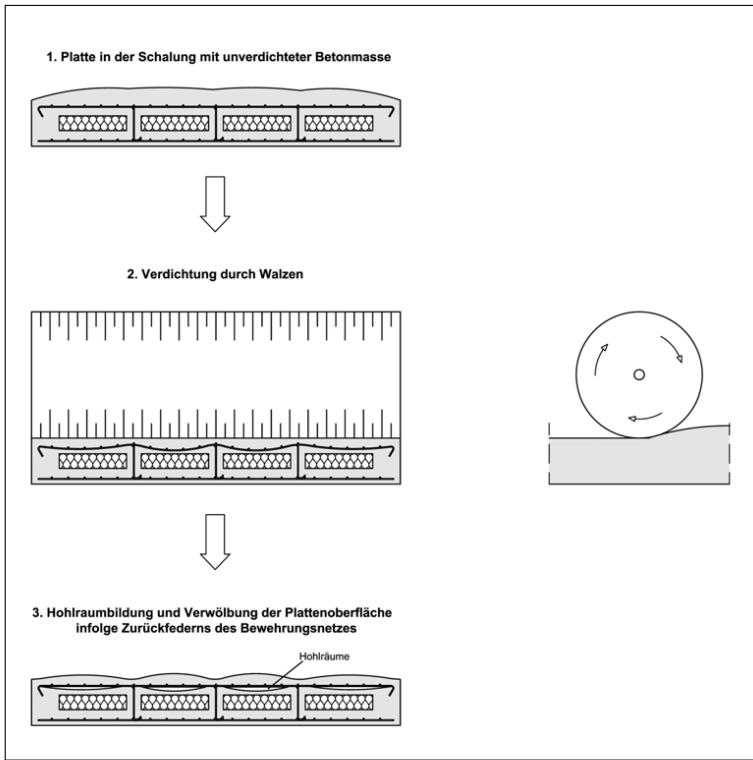 1. Platte in der Schalung mit unverdichteter Betonmasse
2. Verdichtung durch Walzen
3. Hohlraumbildung und Verwölbung der Plattenoberfläche
infolge Zurückfederns des Bewehrungsnetzes
Hohlräume